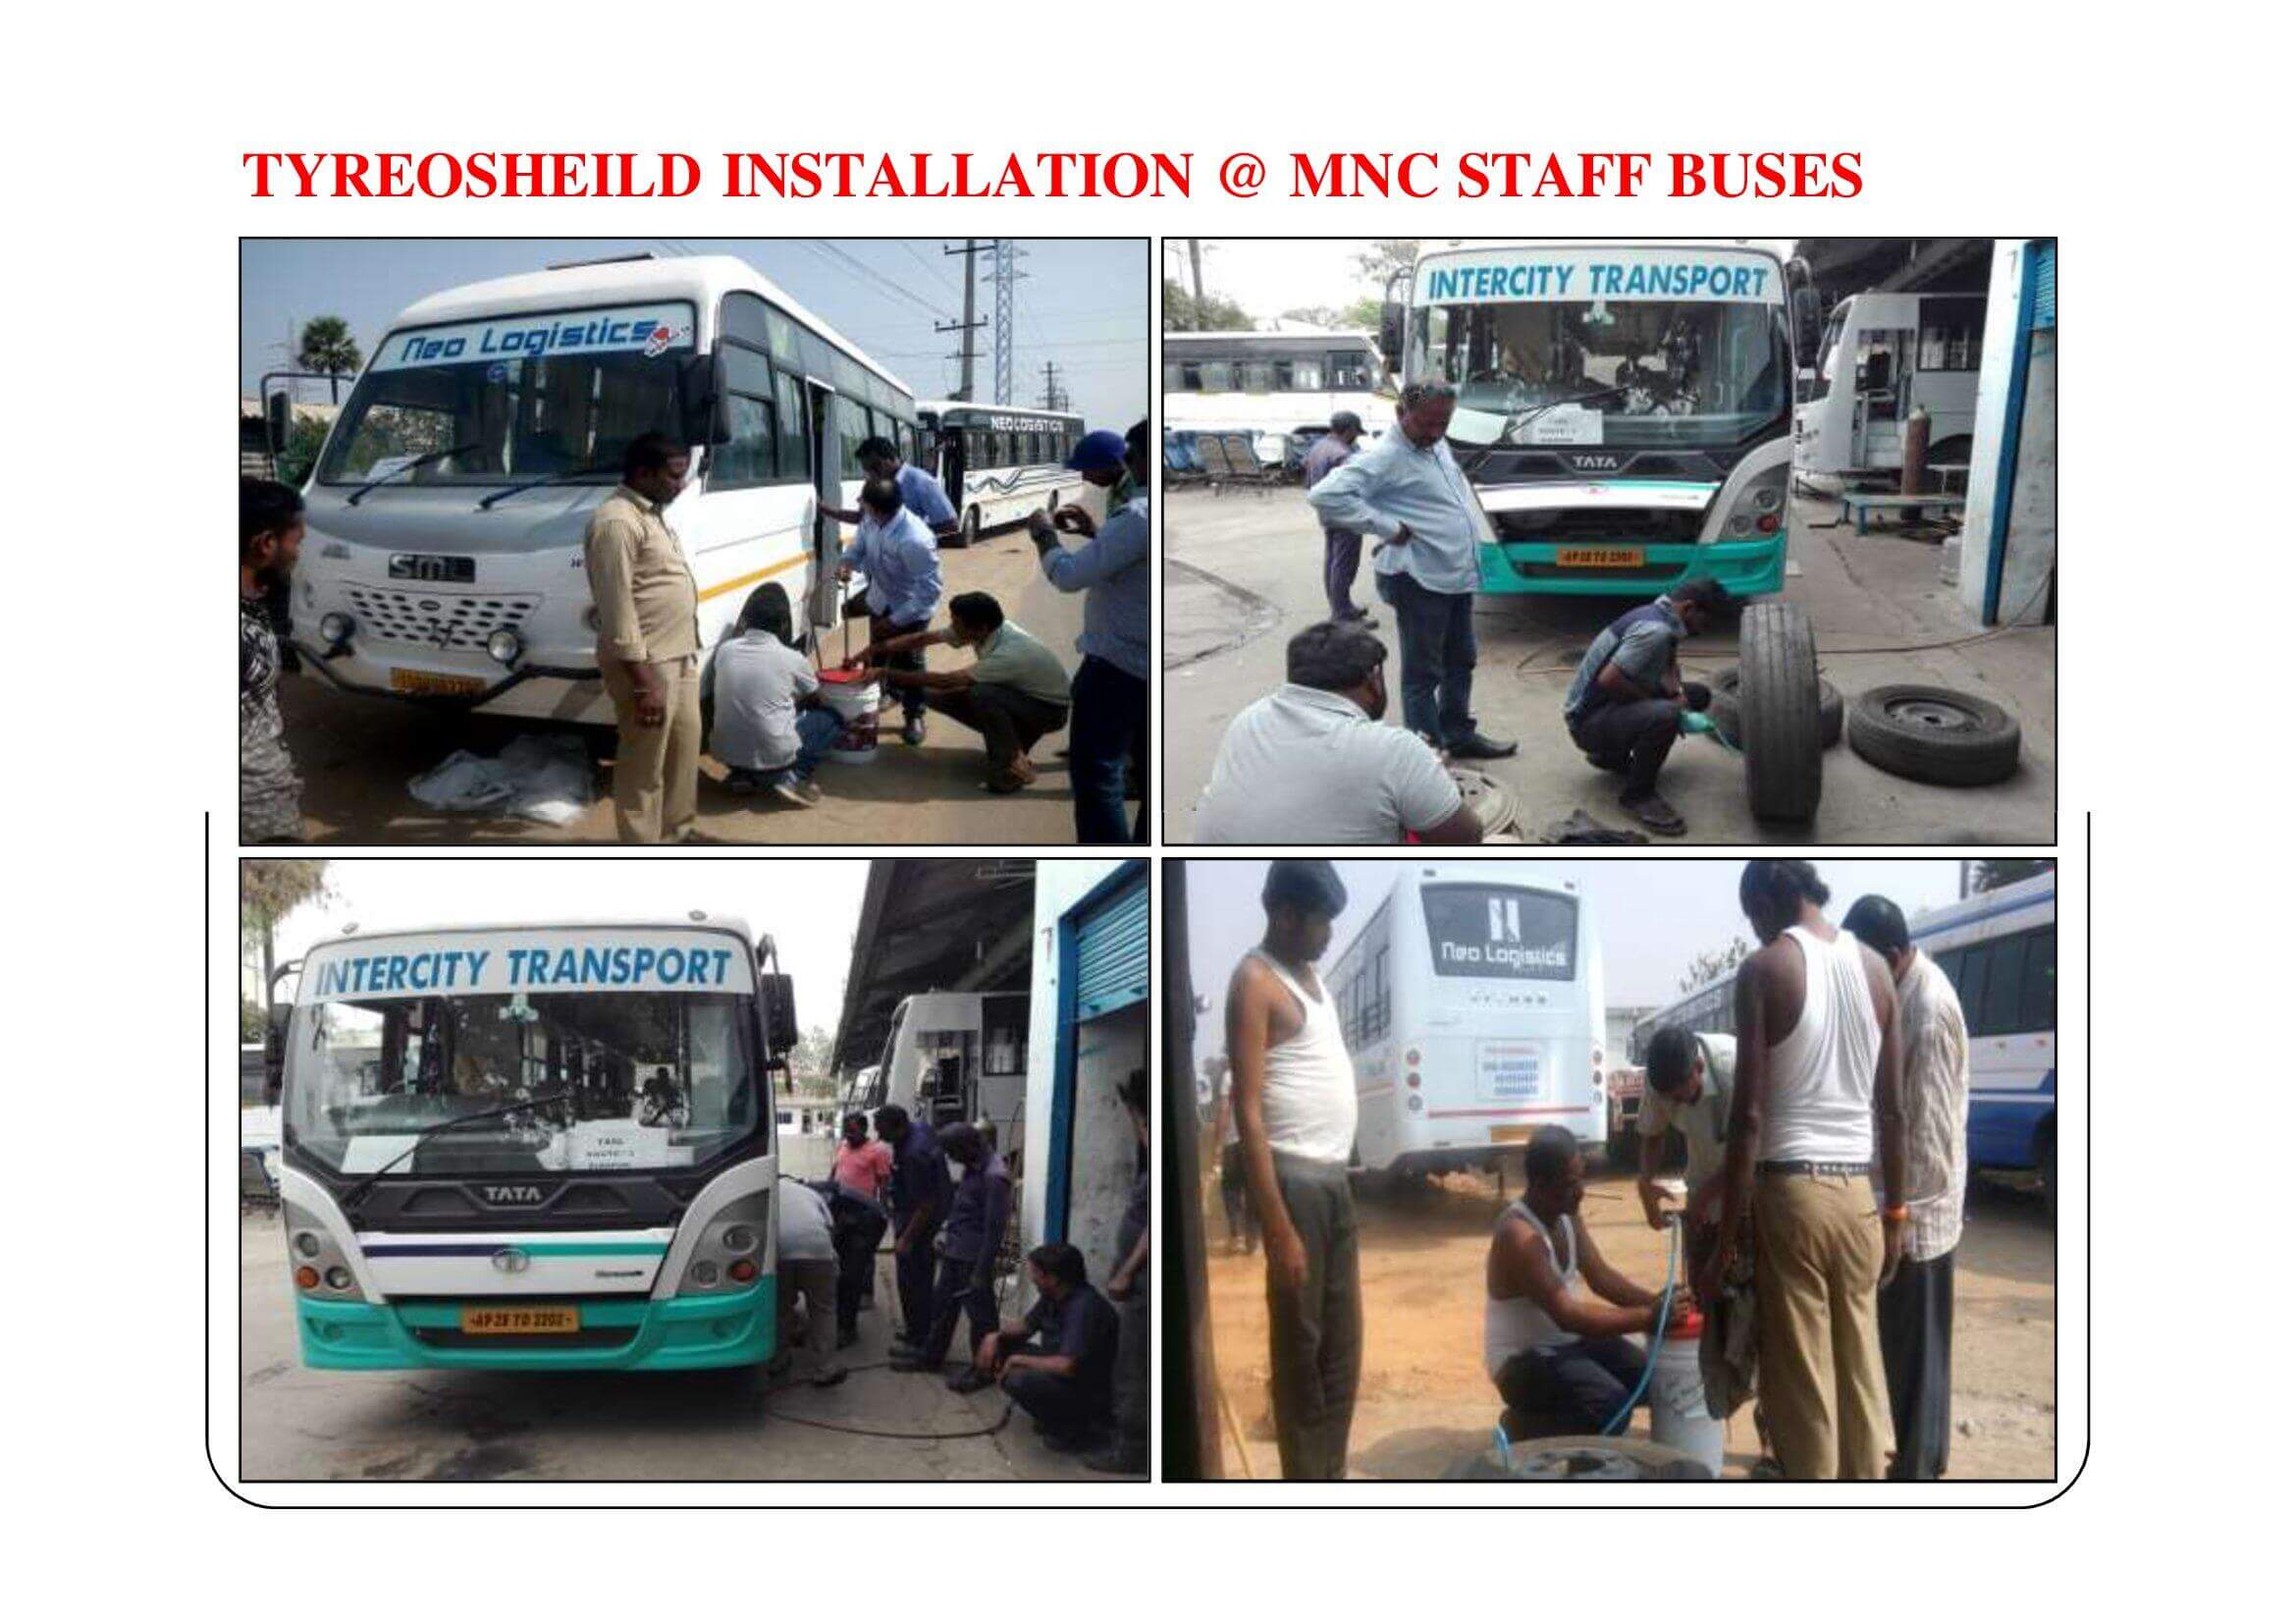 TYREOSHEILD INSTALLATION @ MNC STAFF BUSES
Neo Logistics
NEO LOGISTICS
sml
INTERCITY TRANSPORT
TATA
INTERCITY TRANSPORT
TATA
AP 28 TD 2202
Neo Logistics